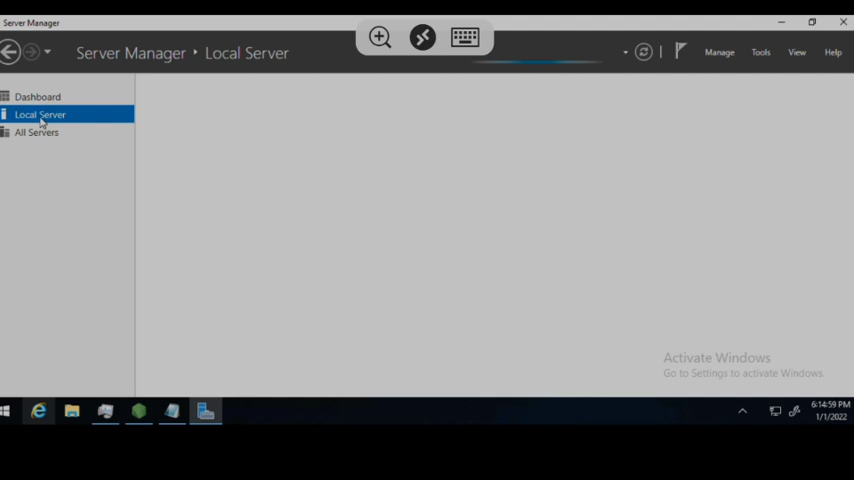 Server Manager
Server Manager • Local Server
Manage
Tools
View
Help
Dashboard
Local Server
All Servers
Activate Windows
Go to Settings to activate Windows.
6:14:59 PM
1/1/2022